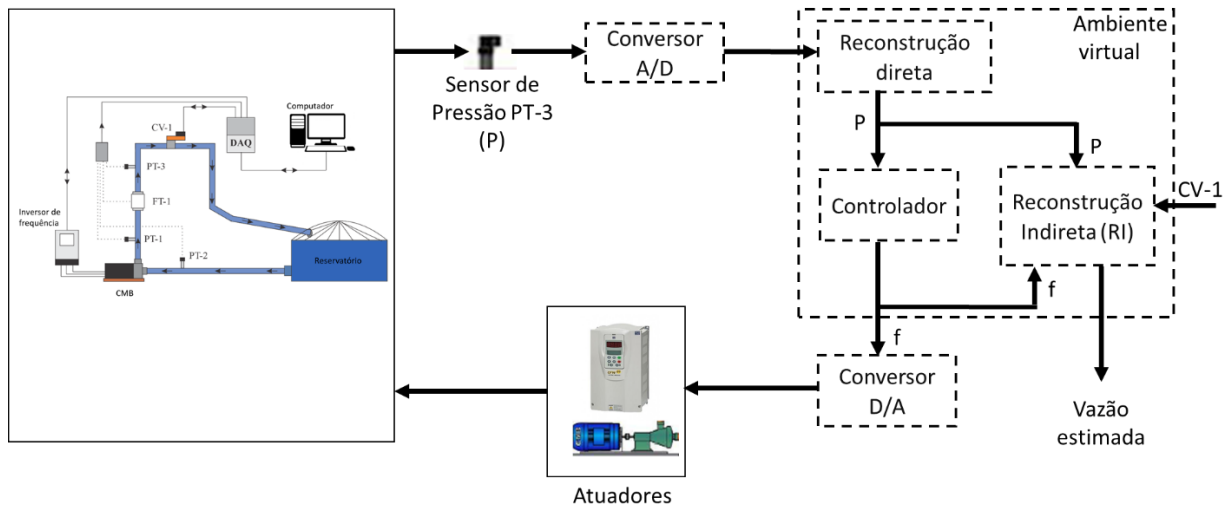 Computador
CV-1
DAQ
PT-3
Inversor de
frequência
FT-1
PT-1
PT-2
Reservatório
CMB
Sensor de
Pressão PT-3
(P)
Conversor
A/D
Ambiente
virtual
Reconstrução
direta
P
P
Controlador
Reconstrução
Indireta (RI)
CV-1
f
f
Conversor
D/A
Vazão
estimada
Atuadores